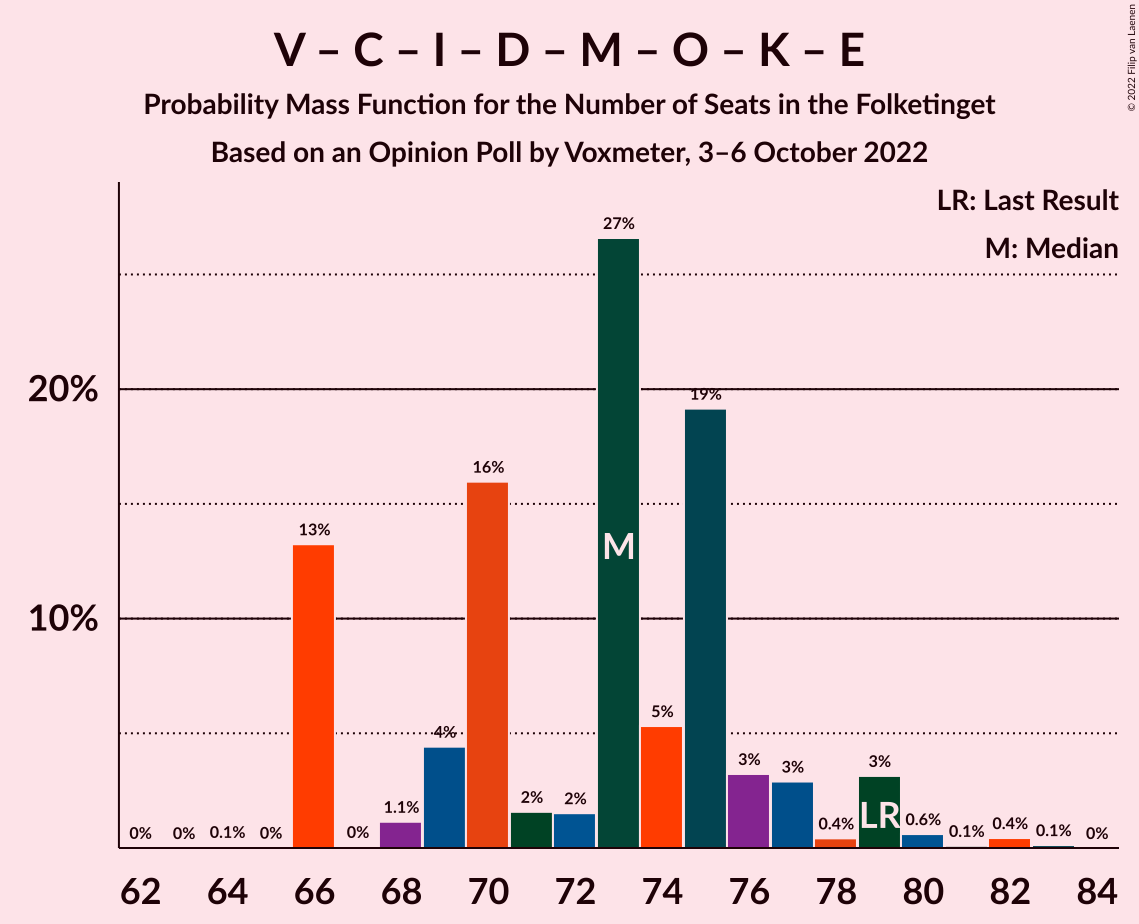 V – C – I – D – M – O – K – E
Probability Mass Function for the Number of Seats in the Folketinget
Based on an Opinion Poll by Voxmeter, 3–6 October 2022
© 2022 Filip van Laenen
LR: Last Result
M: Median
20%
10%
0%
0%
0.1%
0%
13%
0%
1.1%
4%
16%
2%
2%
27%
M
5%
19%
3%
3%
0.4%
3%
LR
0.6%
0.1%
0.4%
0.1%
0%
62 64 66 68 70 72 74 76 78 80 82 84